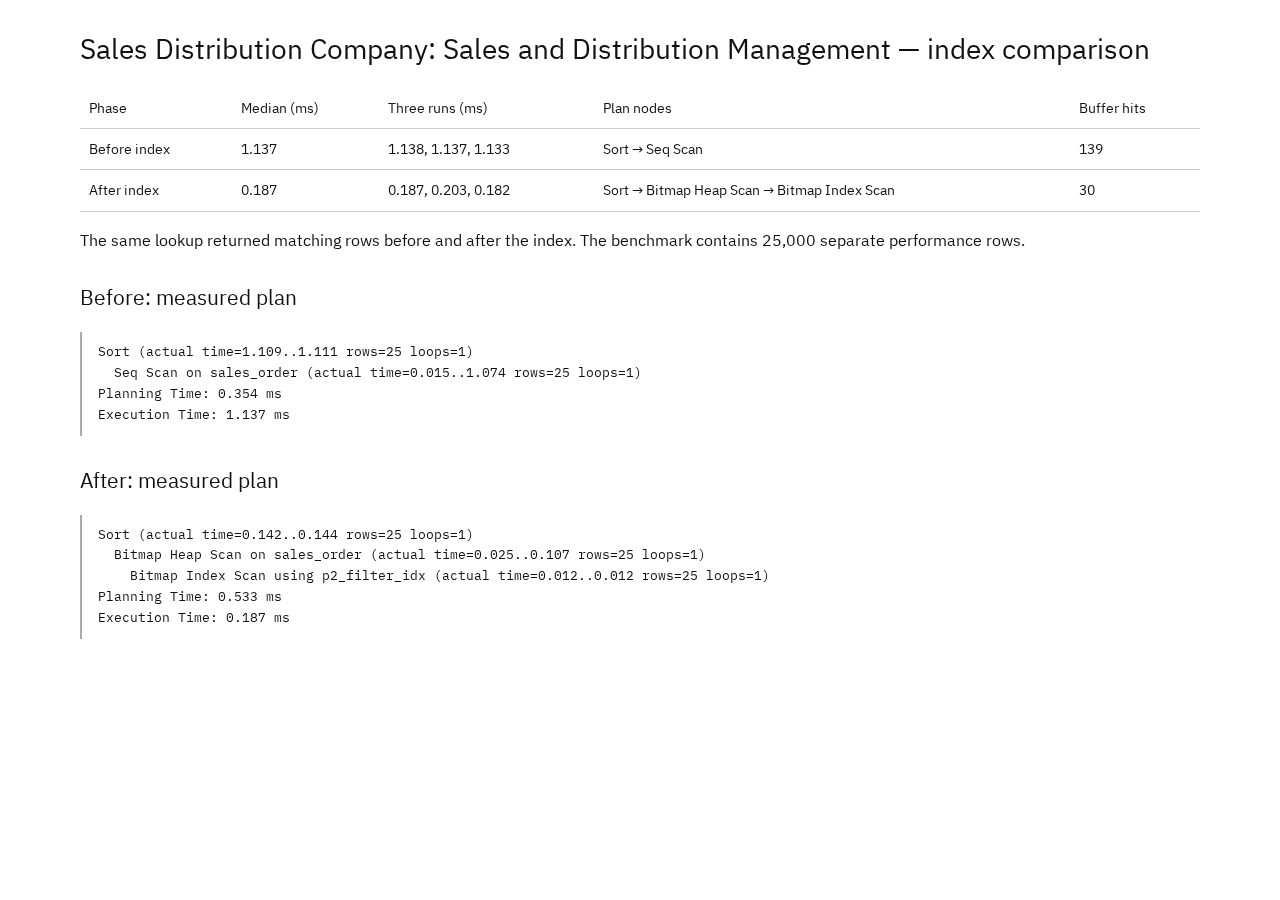 Sales Distribution Company: Sales and Distribution Management — index comparison
Phase Median (ms) Three runs (ms) Plan nodes Buffer hits
Before index 1.137 1.138, 1.137, 1.133 Sort → Seq Scan 139
After index 0.187 0.187, 0.203, 0.182 Sort → Bitmap Heap Scan → Bitmap Index Scan 30
The same lookup returned matching rows before and after the index. The benchmark contains 25,000 separate performance rows.
Before: measured plan
Sort (actual time=1.109..1.111 rows=25 loops=1)
  Seq Scan on sales_order (actual time=0.015..1.074 rows=25 loops=1)
Planning Time: 0.354 ms
Execution Time: 1.137 ms
After: measured plan
Sort (actual time=0.142..0.144 rows=25 loops=1)
  Bitmap Heap Scan on sales_order (actual time=0.025..0.107 rows=25 loops=1)
    Bitmap Index Scan using p2_filter_idx (actual time=0.012..0.012 rows=25 loops=1)
Planning Time: 0.533 ms
Execution Time: 0.187 ms